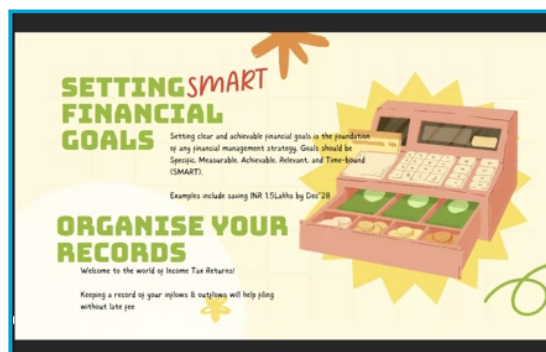 SETTING SMART
FINANCIAL
GOALS
Setting clear and achievable financial goals is the foundation
of any financial management strategy. Goals should be
Specific, Measurable, Achievable, Relevant, and Time-bound
(SMART).
Examples include saving INR 1.5Lakhs by Dec'28
ORGANISE YOUR
RECORDS
Welcome to the world of Income Tax Returns!
Keeping a record of your inflows & outflows will help filing
without late fee